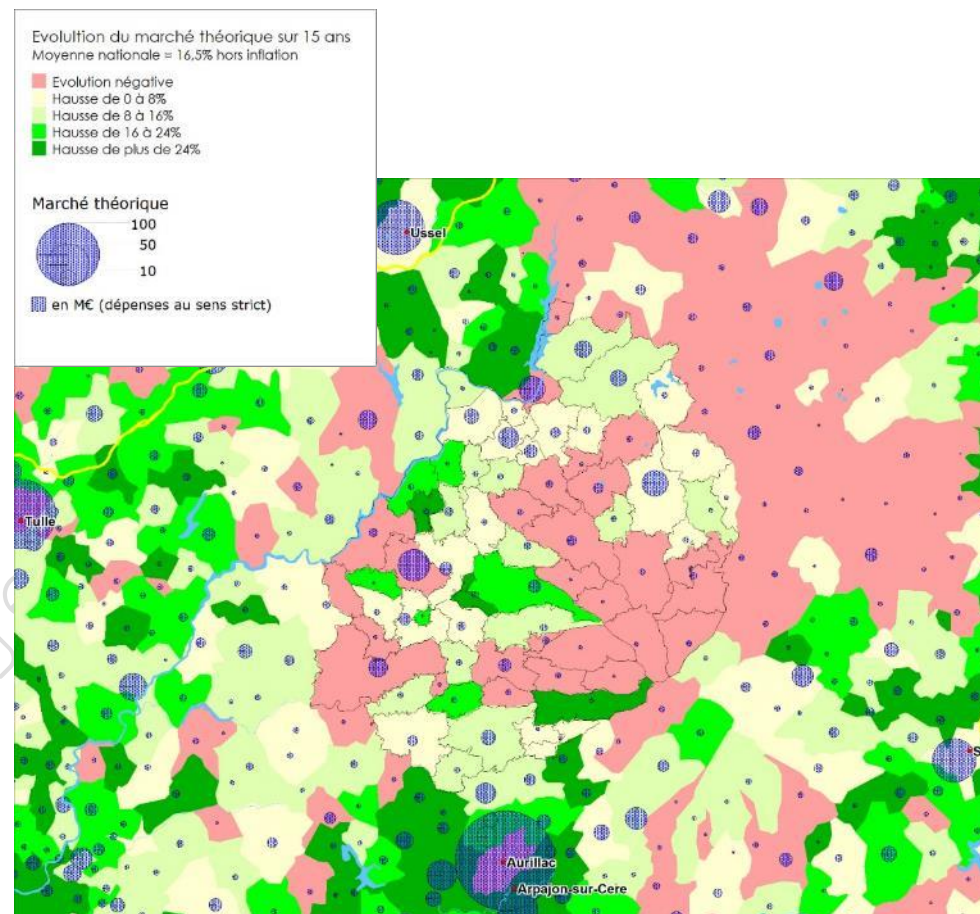 Evolultion du marché théorique sur 15 ans
Moyenne nationale = 16,5% hors inflation
Evolution négative
Hausse de 0 à 8%
Hausse de 8 à 16%
Hausse de 16 à 24%
Hausse de plus de 24%
Marché théorique
100
50
10
en M€ (dépenses au sens strict)
Ussel
Tulle
S
Aurillac
Arpajon-sur-Cere